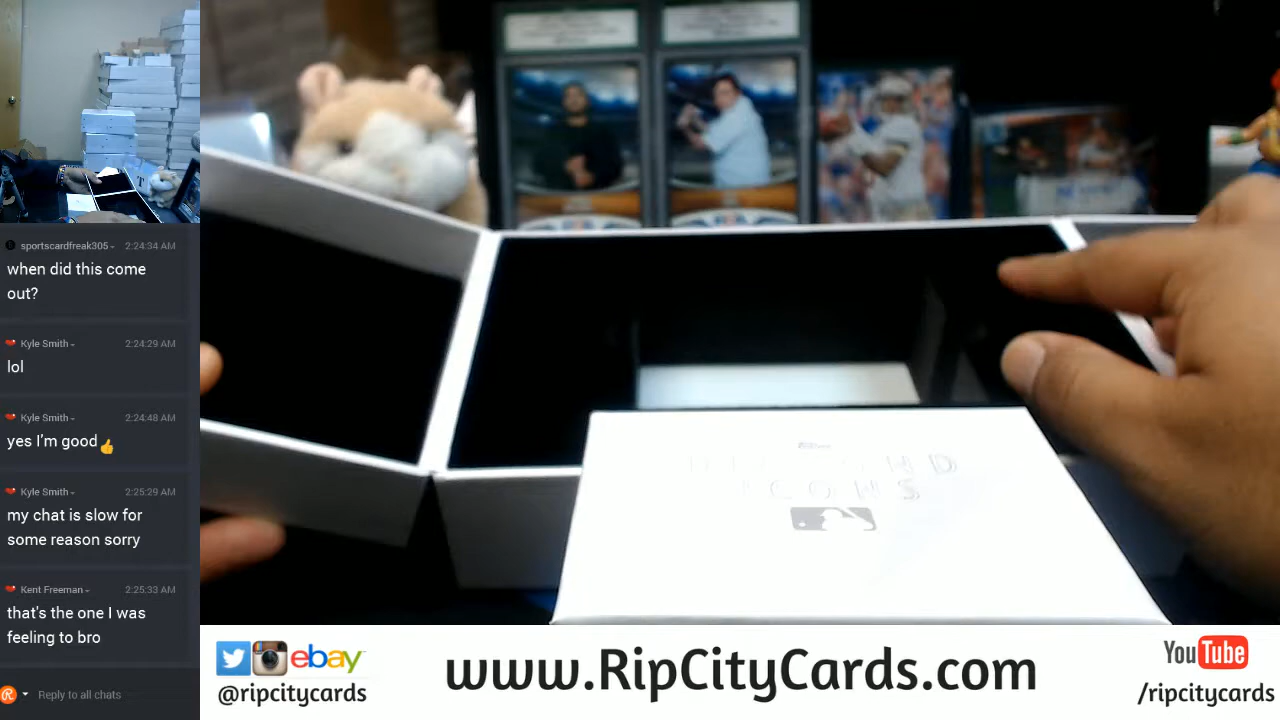 sportscardfreak305 2:24:34 AM
when did this come
out?
Kyle Smith 2:24:29 AM
lol
Kyle Smith 2:24:48 AM
yes I'm good👍
Kyle Smith 2:25:29 AM
my chat is slow for
some reason sorry
Kent Freeman 2:25:33 AM
that's the one I was
feeling to bro
Reply to all chats
DIAMOND
ICONS
ebay
@ripcitycards
www.RipCityCards.com
YouTube
/ripcitycards